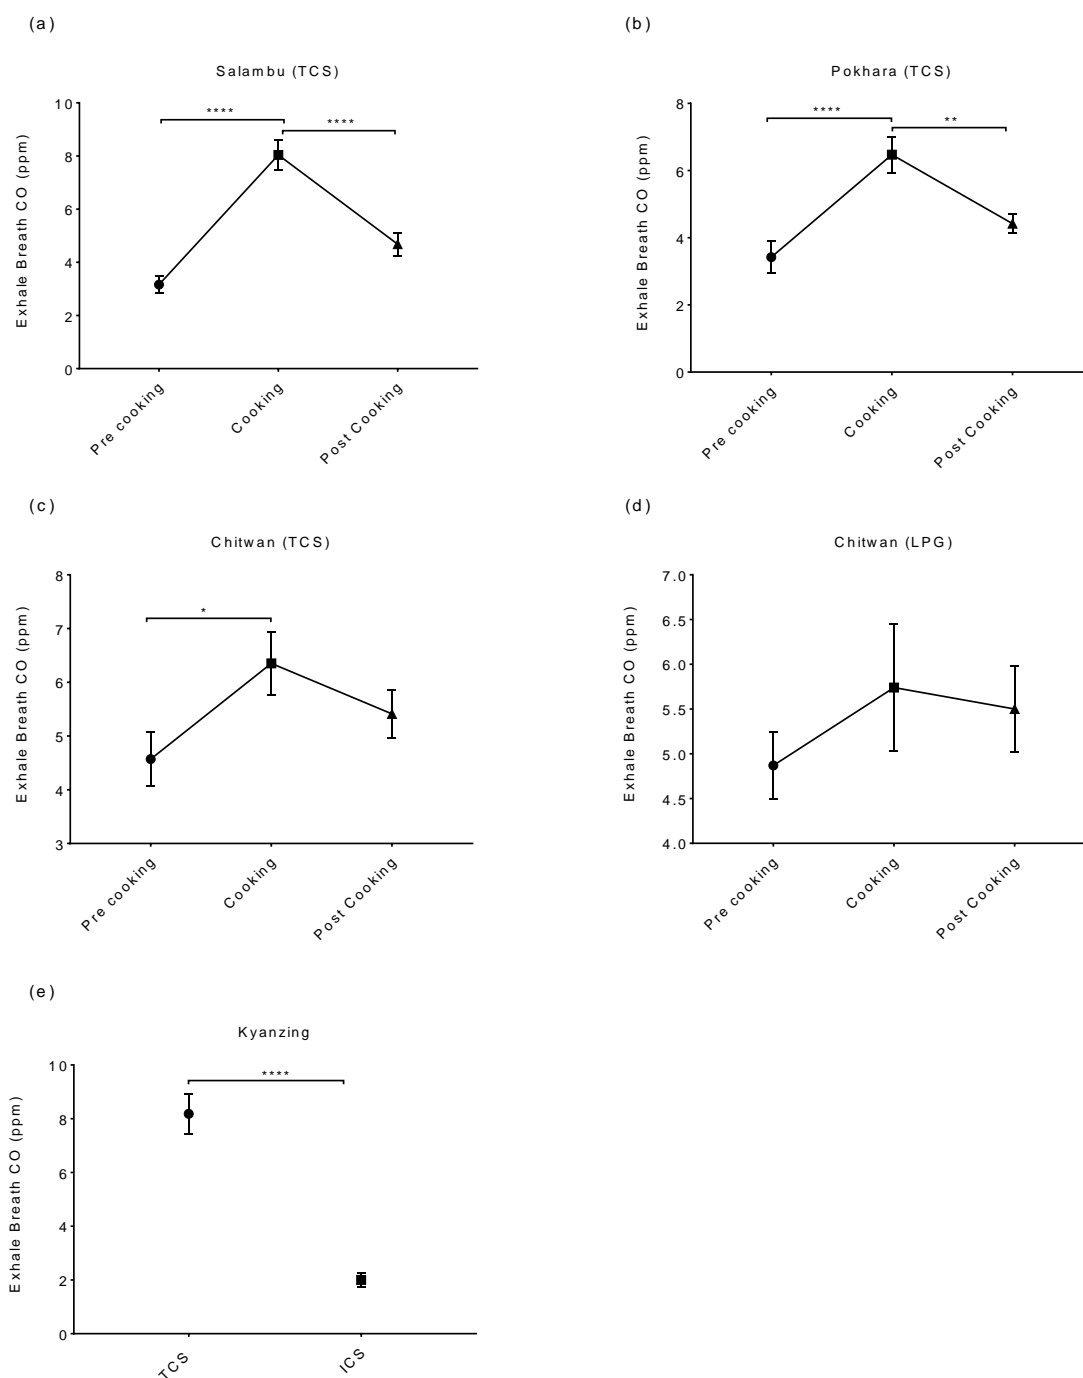 (a)
Salambu (TCS)
Exhale Breath CO (ppm)
10
8
6
4
2
0
****
****
Pre cooking
Cooking
Post Cooking
(b)
Pokhara (TCS)
Exhale Breath CO (ppm)
8
6
4
2
0
****
**
Pre cooking
Cooking
Post Cooking
(c)
Chitwan (TCS)
Exhale Breath CO (ppm)
8
7
6
5
4
3
*
Pre cooking
Cooking
Post Cooking
(d)
Chitwan (LPG)
Exhale Breath CO (ppm)
7.0
6.5
6.0
5.5
5.0
4.5
4.0
Pre cooking
Cooking
Post Cooking
(e)
Kyanzing
Exhale Breath CO (ppm)
10
8
6
4
2
0
****
TCS
ICS